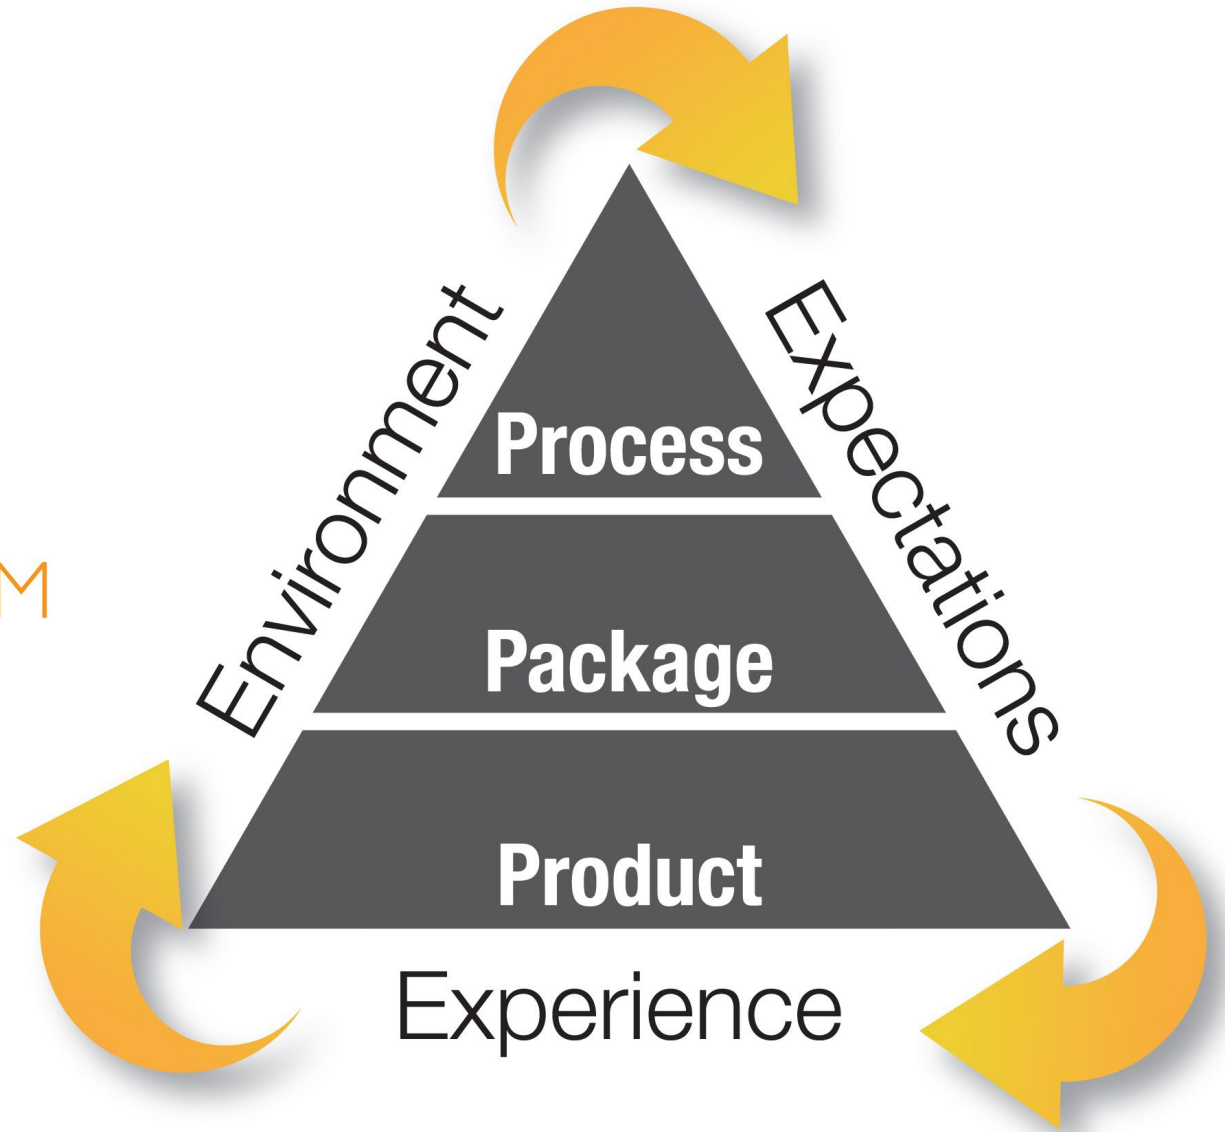 Environment
Expectations
Process
Package
Product
Experience
M